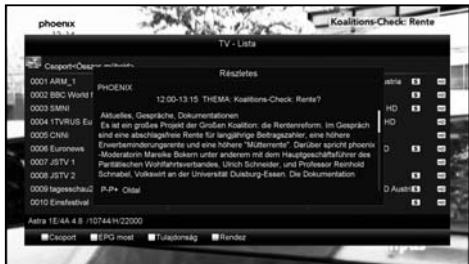 phoenix
Koalitions-Check: Rente
TV - Lista
Csoport<Összes műholda>
Részletes
0001 ARM_1
0002 BBC World
0003 5MNI
0004 1TVRUS Eu
0005 CNNi
0006 Euronews
0007 JSTV 1
0008 JSTV 2
0009 tagesschau2
0010 Einsfestival
PHOENIX
12:00-13:15 THEMA: Koalitions-Check: Rente?
Aktuelles, Gespräche, Dokumentationen
Es ist ein großes Projekt der Großen Koalition: die Rentenreform. Im Gespräch
sind eine abschlagsfreie Rente für langjährige Beitragszahler, eine höhere
Erwerbsminderungsrente und eine höhere "Mütterrente". Darüber spricht phoenix
-Moderatorin Mareike Bokern unter anderem mit dem Hauptgeschäftsführer des
Paritätischen Wohlfahrtsverbandes, Ulrich Schneider, und Professor Reinhold
Schnabel, Volkswirt an der Universität Duisburg-Essen. Die Dokumentation
P-P+ Oldal
ustria
HD
HD
D
D Austri
Astra 1E/4A 4.8 /10744/H/22000
Csoport
EPG most
Tulajdonság
Rendez